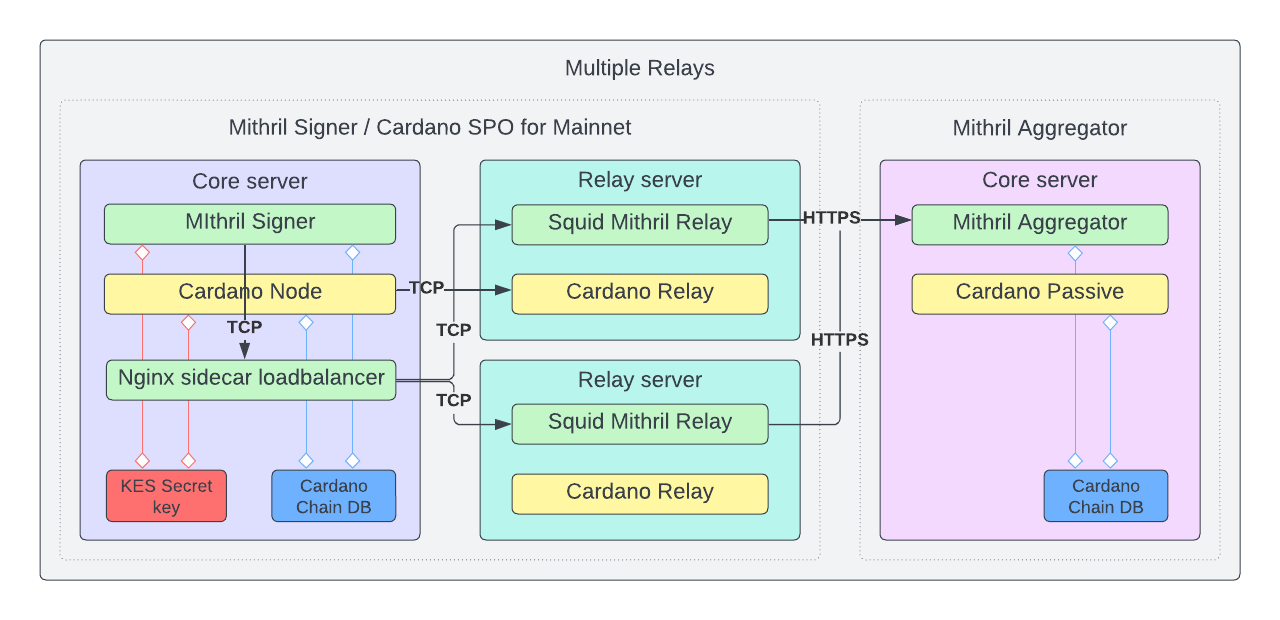 Multiple Relays
Mithril Signer / Cardano SPO for Mainnet
Core server
MIthril Signer
Cardano Node
TCP
Nginx sidecar loadbalancer
KES Secret
key
Cardano
Chain DB
TCP
TCP
TCP
Relay server
Squid Mithril Relay
Cardano Relay
Relay server
Squid Mithril Relay
Cardano Relay
HTTPS
HTTPS
Mithril Aggregator
Core server
Mithril Aggregator
Cardano Passive
Cardano
Chain DB